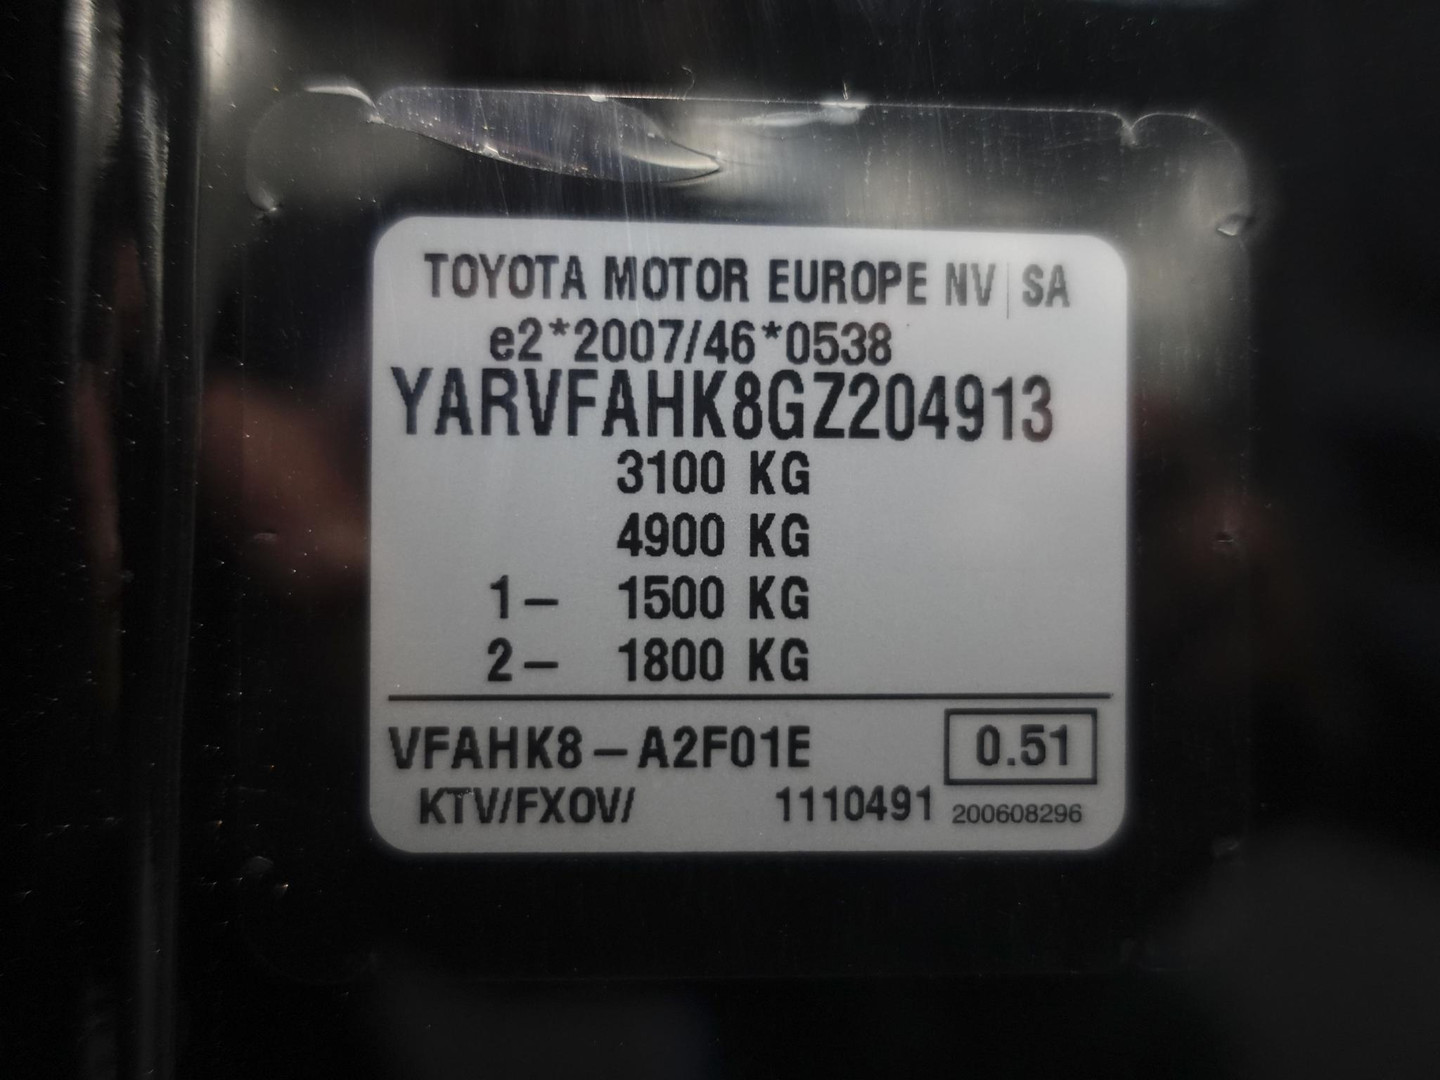 TOYOTA MOTOR EUROPE NV SA
e2*2007/46*0538
YARVFAHK8GZ204913
3100 KG
4900 KG
1– 1500 KG
2– 1800 KG
VFAHK8–A2F01E 0.51
KTV/FXOV/ 1110491 200608296